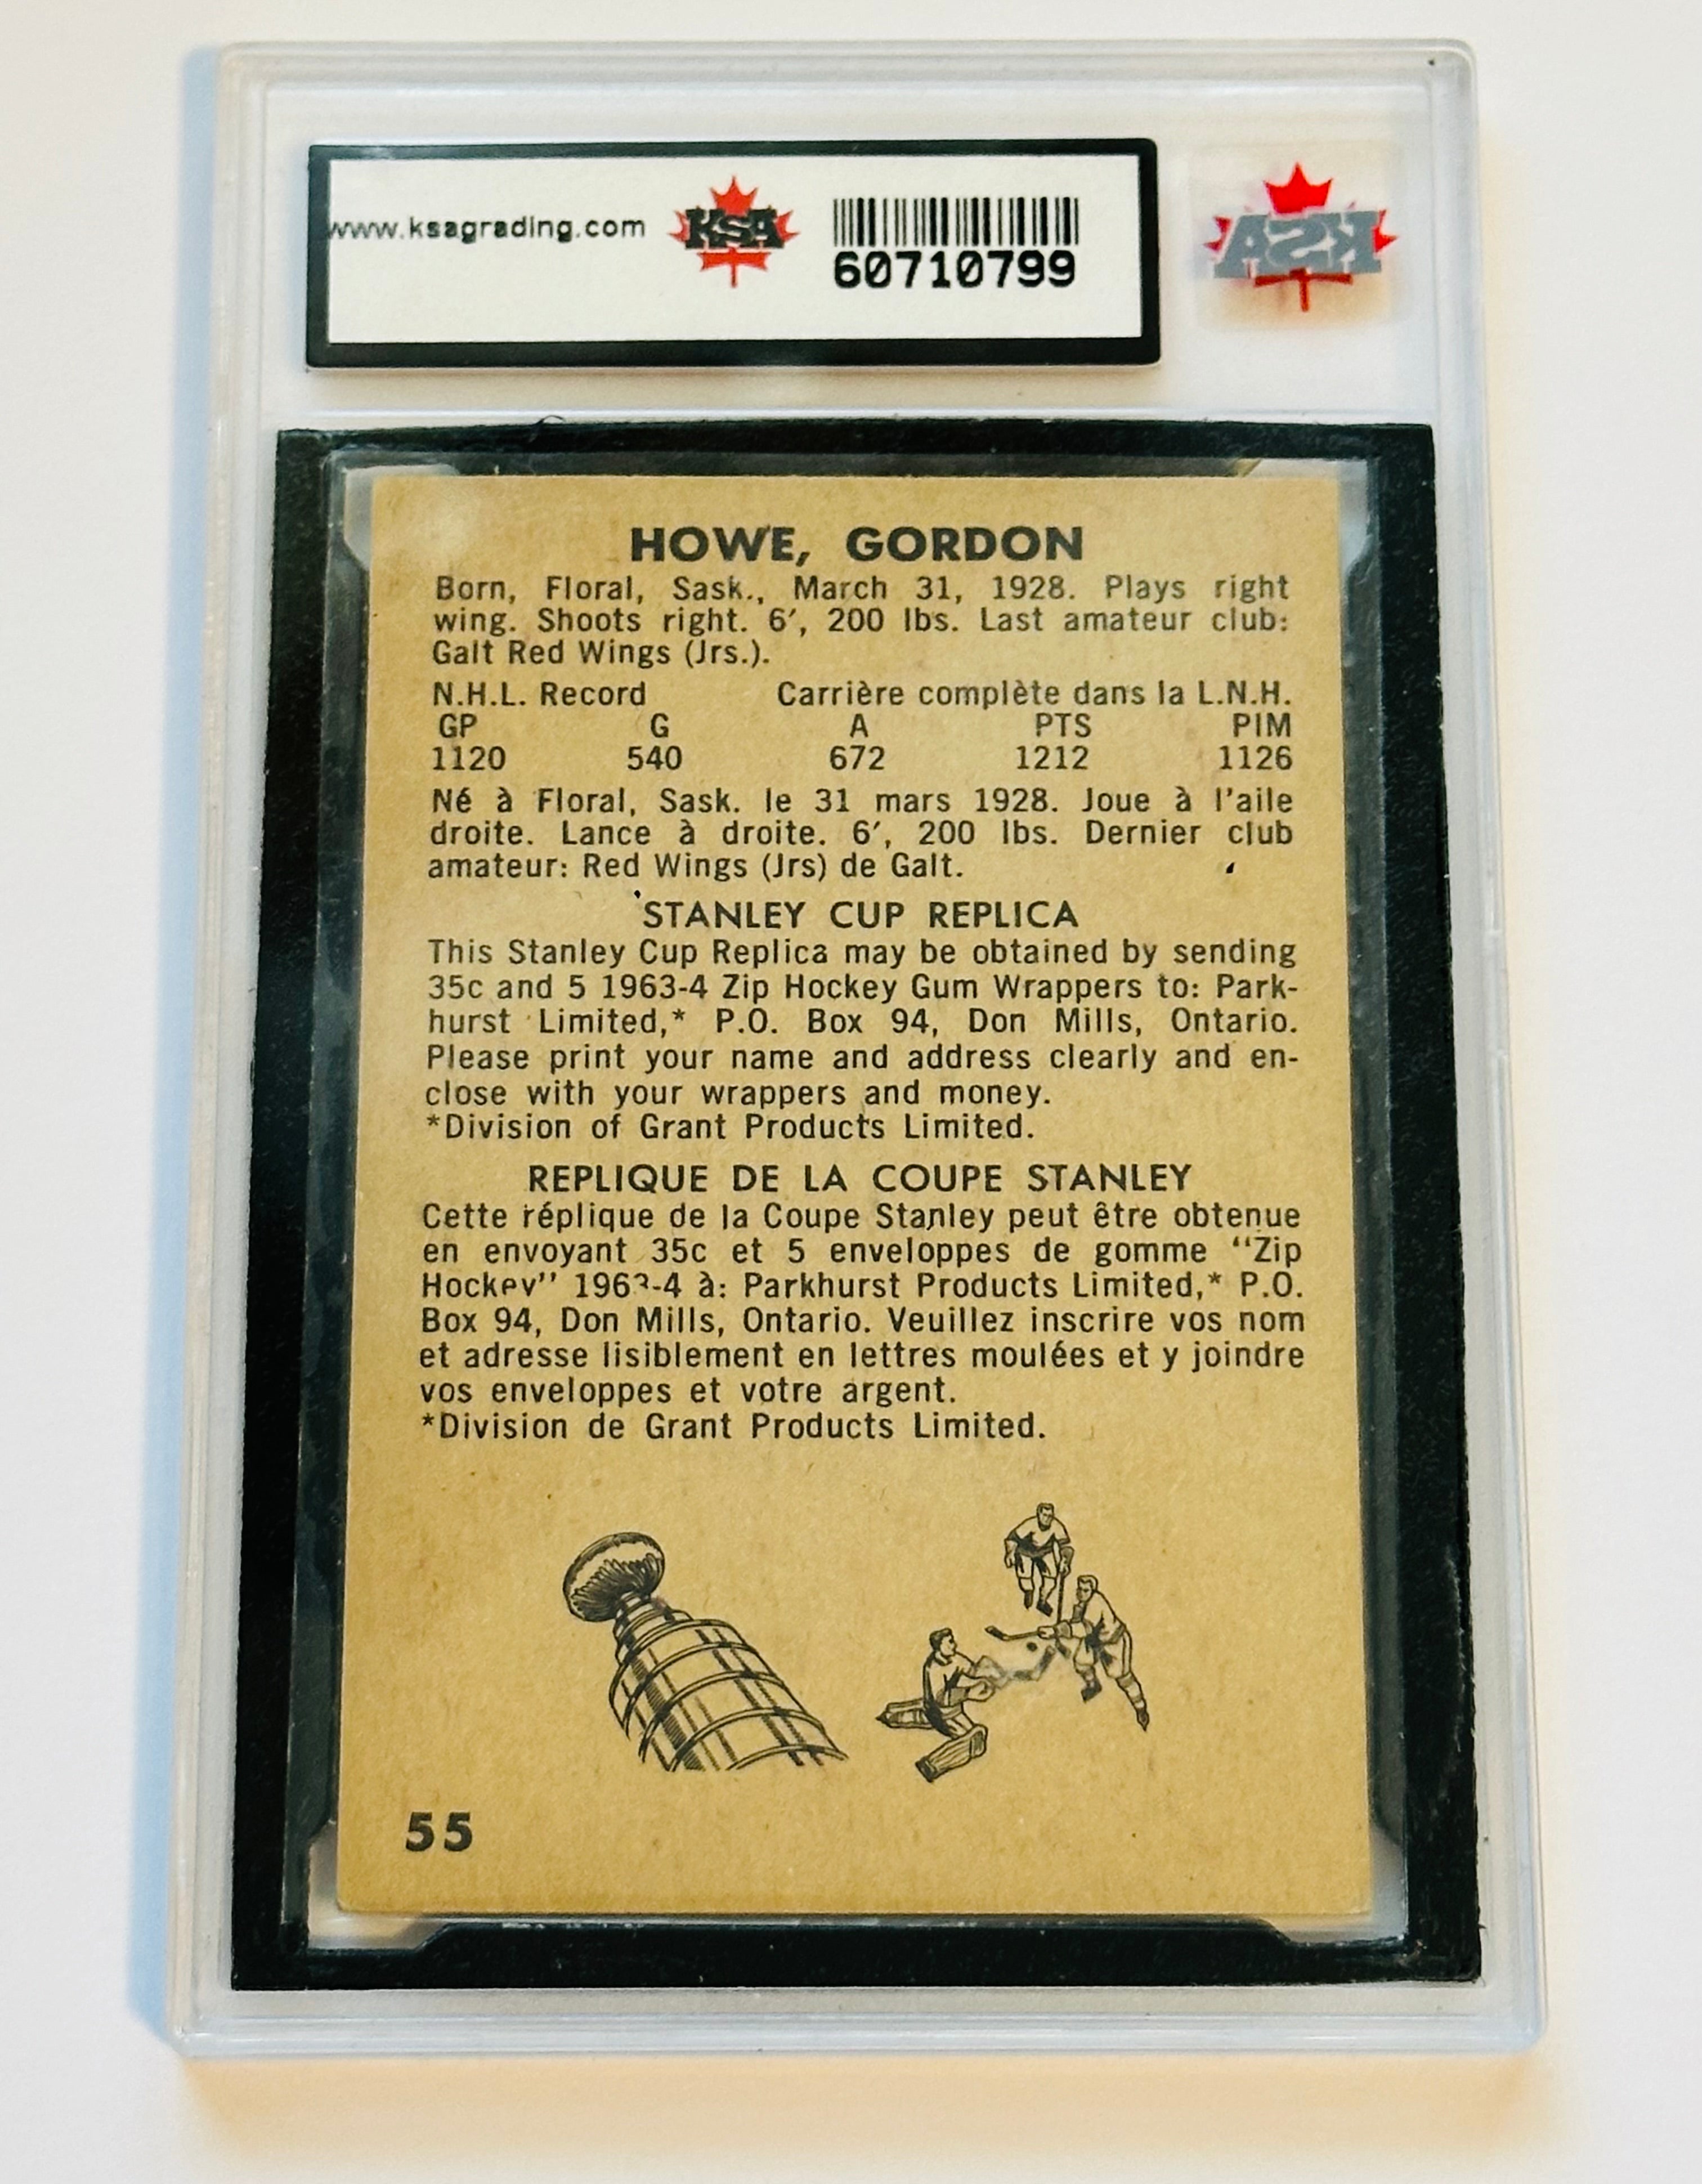 www.ksagrading.com KSA 60710799 KSA
HOWE, GORDON
Born, Floral, Sask., March 31, 1928. Plays right
wing. Shoots right. 6′, 200 lbs. Last amateur club:
Galt Red Wings (Jrs.).
N.H.L. Record Carrière complète dans la L.N.H.
GP G A PTS PIM
1120 540 672 1212 1126
Né à Floral, Sask. le 31 mars 1928. Joue à l'aile
droite. Lance à droite. 6′, 200 lbs. Dernier club
amateur: Red Wings (Jrs) de Galt.
STANLEY CUP REPLICA
This Stanley Cup Replica may be obtained by sending
35c and 5 1963-4 Zip Hockey Gum Wrappers to: Park-
hurst Limited,* P.O. Box 94, Don Mills, Ontario.
Please print your name and address clearly and en-
close with your wrappers and money.
*Division of Grant Products Limited.
REPLIQUE DE LA COUPE STANLEY
Cette réplique de la Coupe Stanley peut être obtenue
en envoyant 35c et 5 enveloppes de gomme "Zip
Hockey" 1963-4 à: Parkhurst Products Limited,* P.O.
Box 94, Don Mills, Ontario. Veuillez inscrire vos nom
et adresse lisiblement en lettres moulées et y joindre
vos enveloppes et votre argent.
*Division de Grant Products Limited.
55